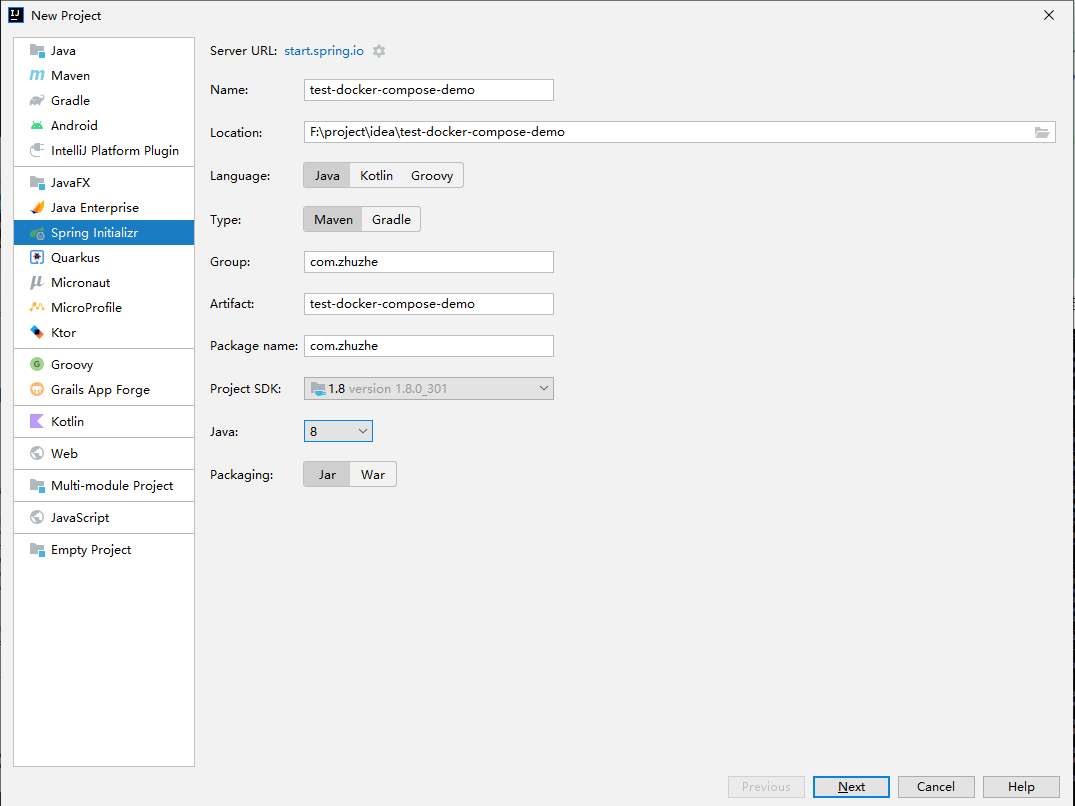 New Project
Java
Maven
Gradle
Android
IntelliJ Platform Plugin
JavaFX
Java Enterprise
Spring Initializr
Quarkus
Micronaut
MicroProfile
Ktor
Groovy
Grails App Forge
Kotlin
Web
Multi-module Project
JavaScript
Empty Project
Server URL: start.spring.io
Name: test-docker-compose-demo
Location: F:\project\idea\test-docker-compose-demo
Language: Java Kotlin Groovy
Type: Maven Gradle
Group: com.zhuzhe
Artifact: test-docker-compose-demo
Package name: com.zhuzhe
Project SDK: 1.8 version 1.8.0_301
Java: 8
Packaging: Jar War
Previous Next Cancel Help